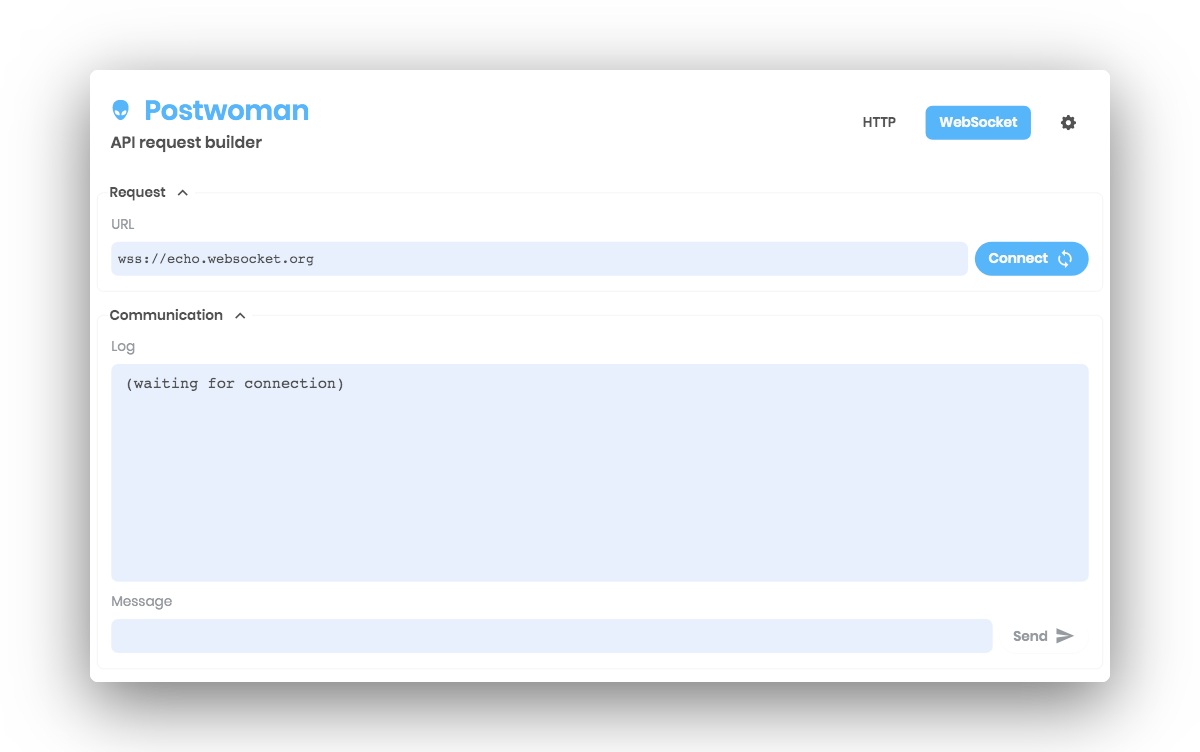 Postwoman
API request builder
HTTP
WebSocket
Request
URL
wss://echo.websocket.org
Connect
Communication
Log
(waiting for connection)
Message
Send